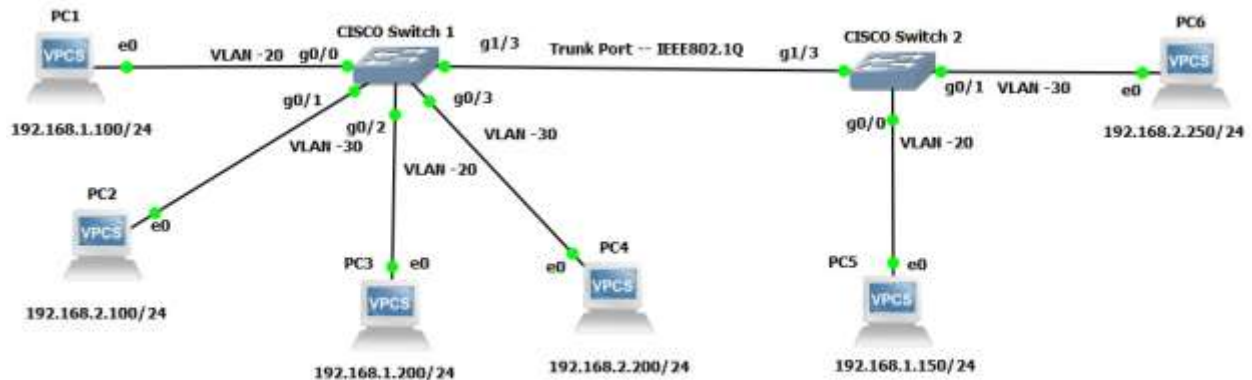 PC1
VPCS
e0
VLAN -20
g0/0
CISCO Switch 1
g1/3
Trunk Port -- IEEE802.1Q
g1/3
CISCO Switch 2
PC6
VPCS
e0
g0/1
VLAN -30
192.168.1.100/24
g0/1
g0/2
g0/3
VLAN -30
VLAN -20
VLAN -30
g0/0
VLAN -20
192.168.2.250/24
PC2
VPCS
e0
192.168.2.100/24
PC3
e0
VPCS
192.168.1.200/24
PC4
e0
VPCS
192.168.2.200/24
PC5
e0
VPCS
192.168.1.150/24